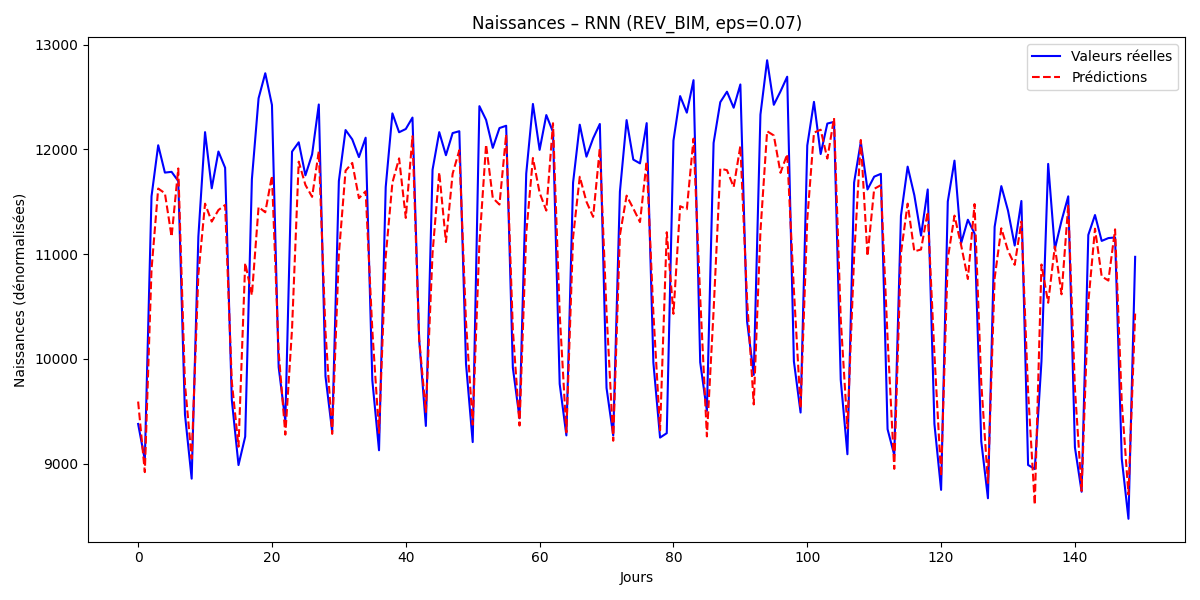 Naissances – RNN (REV_BIM, eps=0.07)
Valeurs réelles
Prédictions
Naissances (dénormalisées)
13000
12000
11000
10000
9000
0 20 40 60 80 100 120 140
Jours